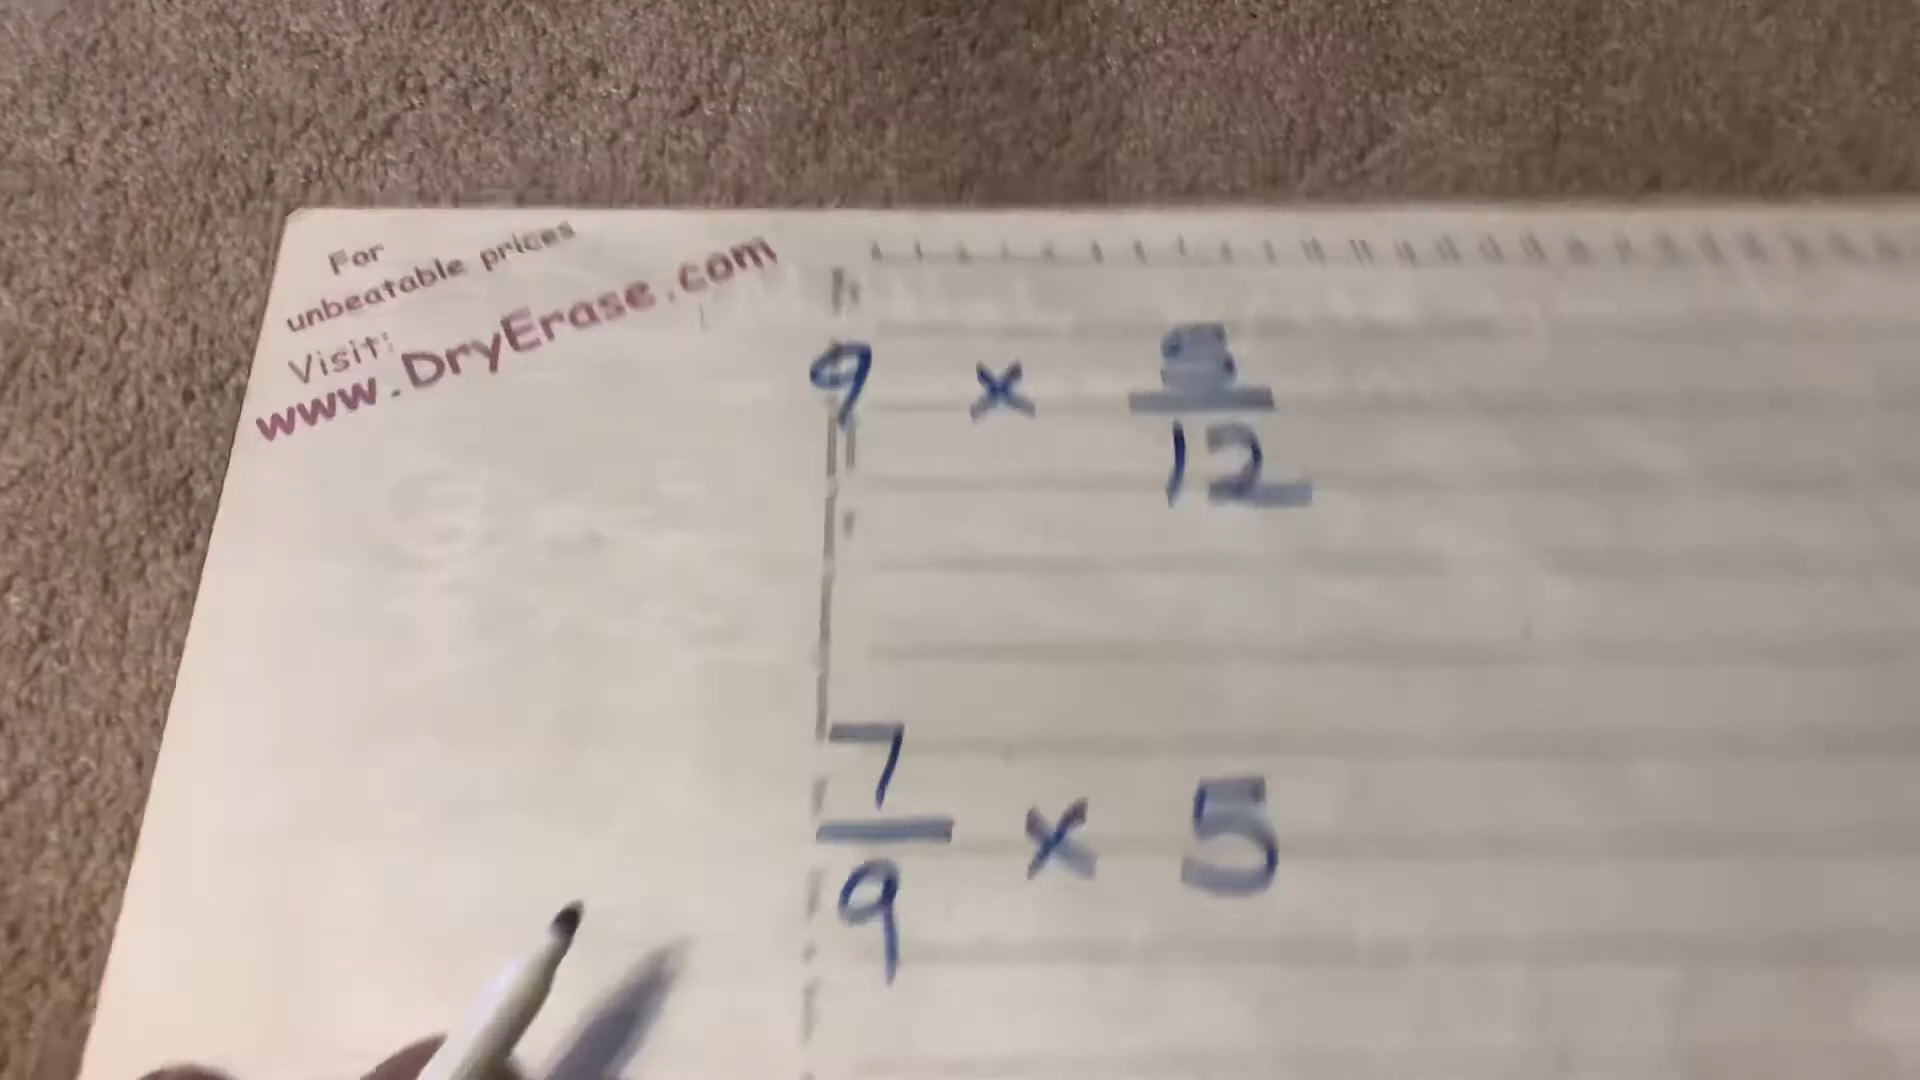 For
unbeatable prices
Visit:
www.DryErase.com
9 × /12
7/9 × 5